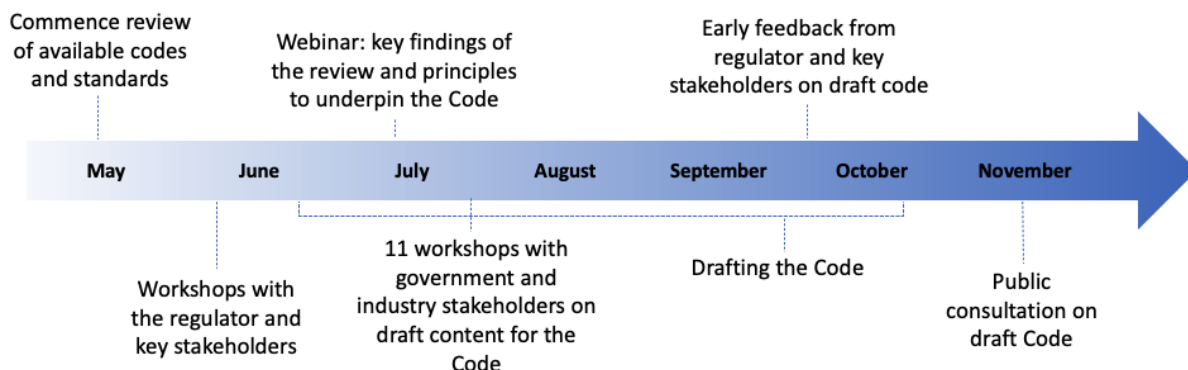 Commence review
of available codes
and standards
Webinar: key findings of
the review and principles
to underpin the Code
Early feedback from
regulator and key
stakeholders on draft code
May
June
July
August
September
October
November
Workshops with
the regulator and
key stakeholders
11 workshops with
government and
industry stakeholders on
draft content for the
Code
Drafting the Code
Public
consultation on
draft Code